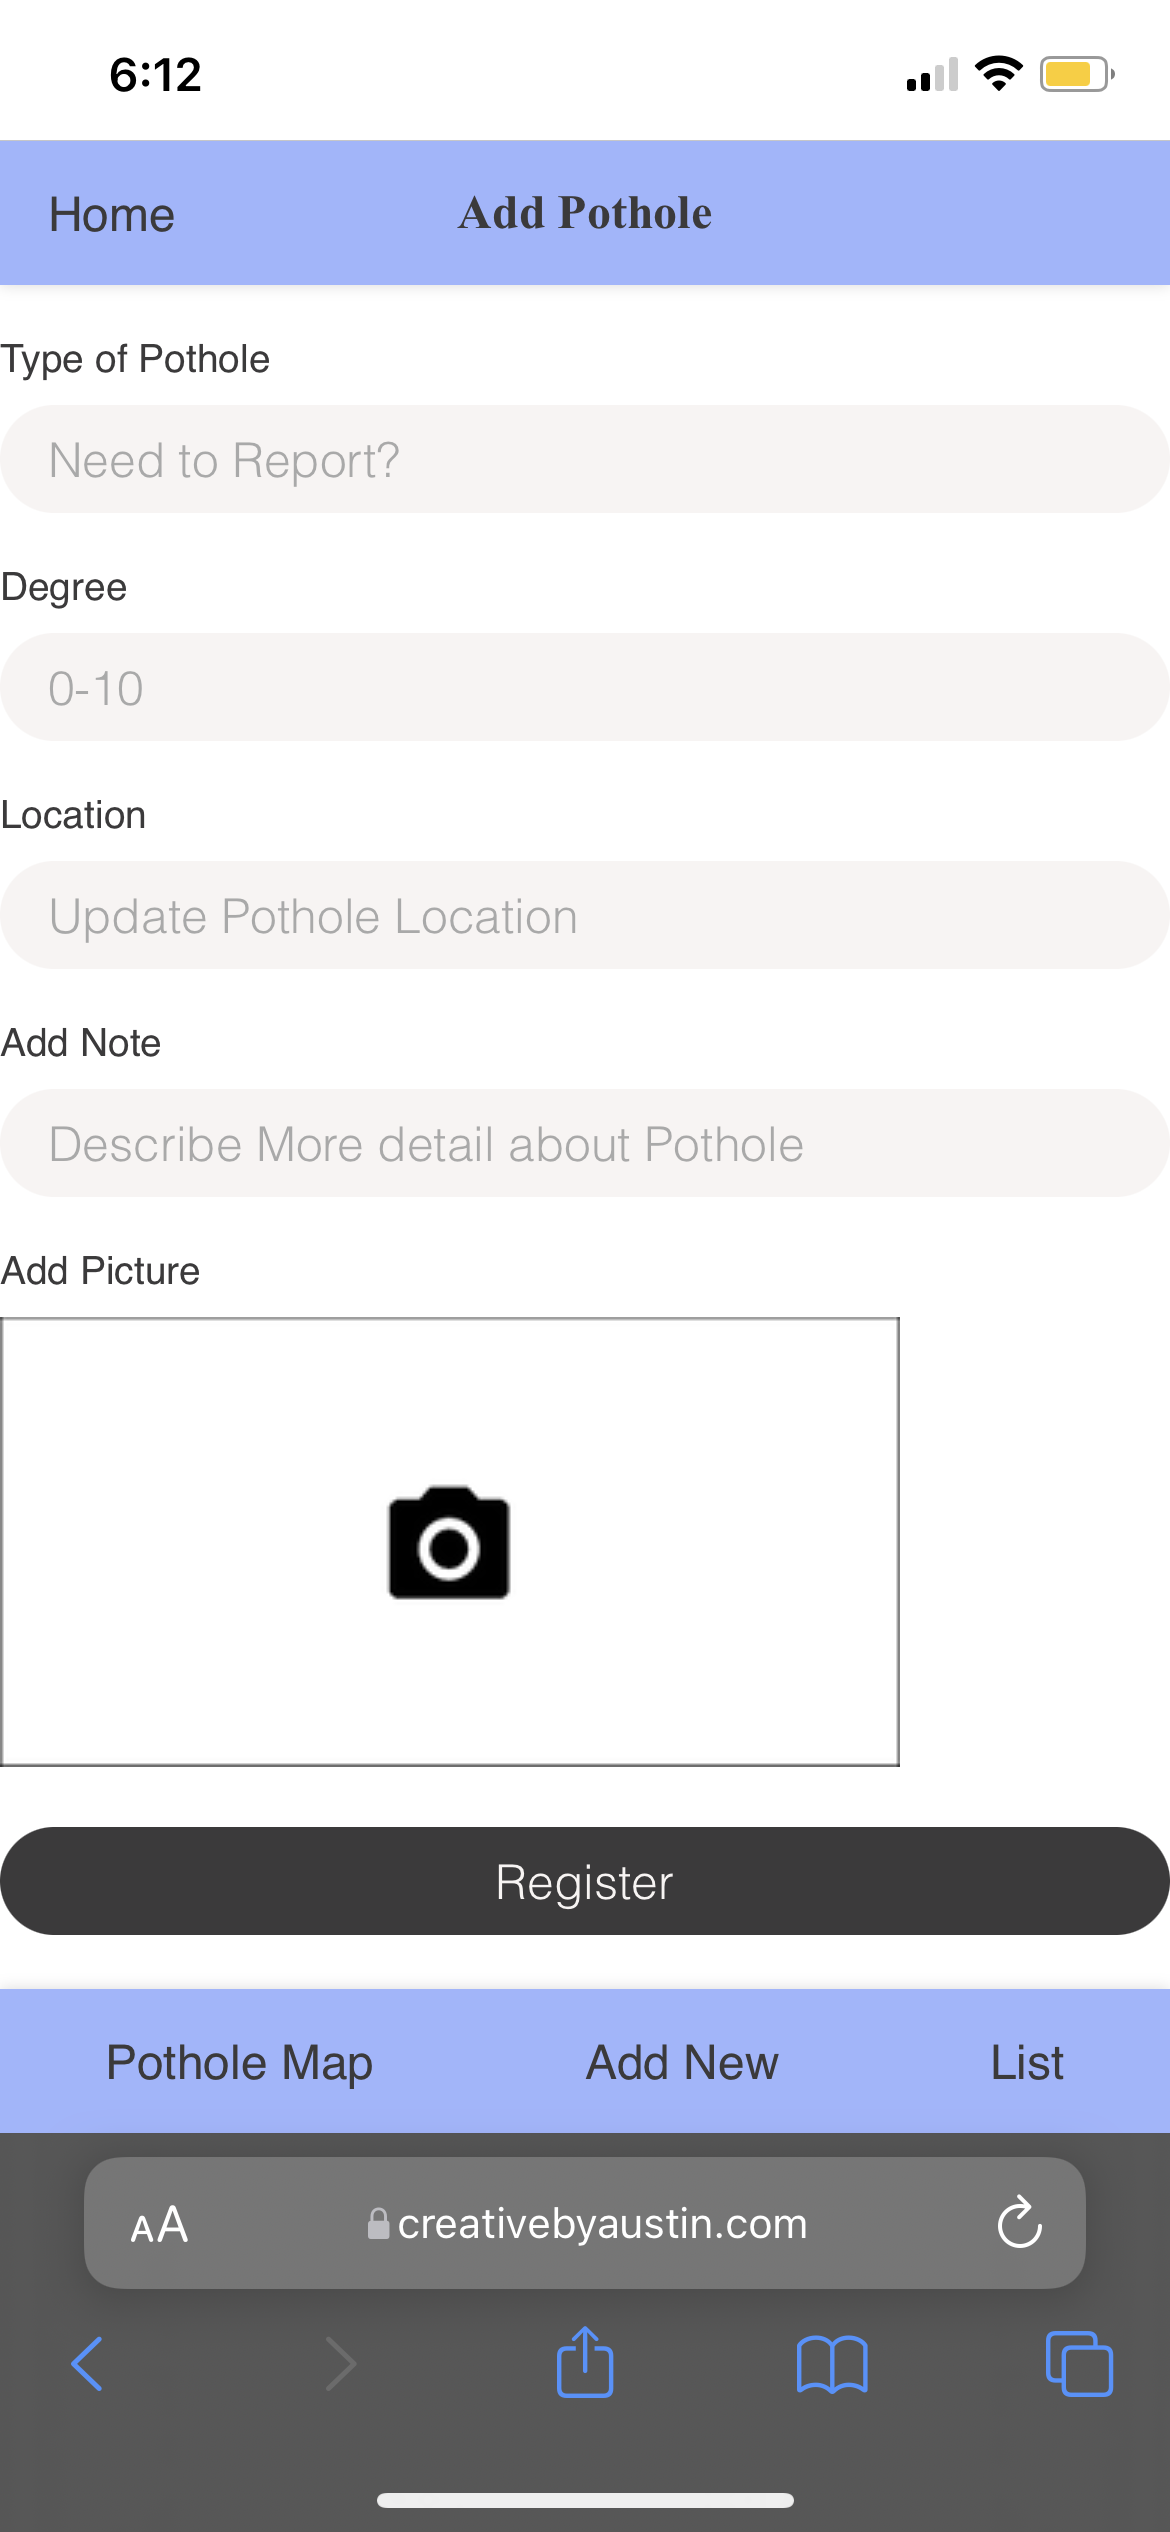 6:12
Home
Add Pothole
Type of Pothole
Need to Report?
Degree
0-10
Location
Update Pothole Location
Add Note
Describe More detail about Pothole
Add Picture
Register
Pothole Map
Add New
List
AA
creativebyaustin.com